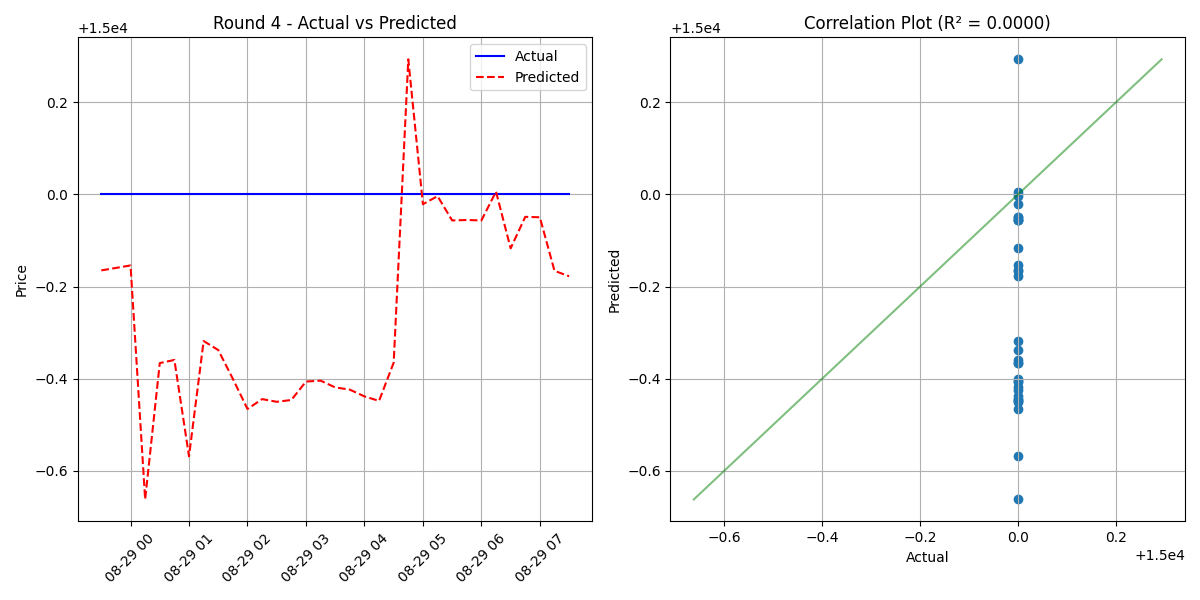 Round 4 - Actual vs Predicted
+1.5e4
Actual
Predicted
Price
0.2
0.0
−0.2
−0.4
−0.6
08-29 00
08-29 01
08-29 02
08-29 03
08-29 04
08-29 05
08-29 06
08-29 07
Correlation Plot (R² = 0.0000)
+1.5e4
Predicted
0.2
0.0
−0.2
−0.4
−0.6
−0.6
−0.4
−0.2
0.0
0.2
Actual
+1.5e4